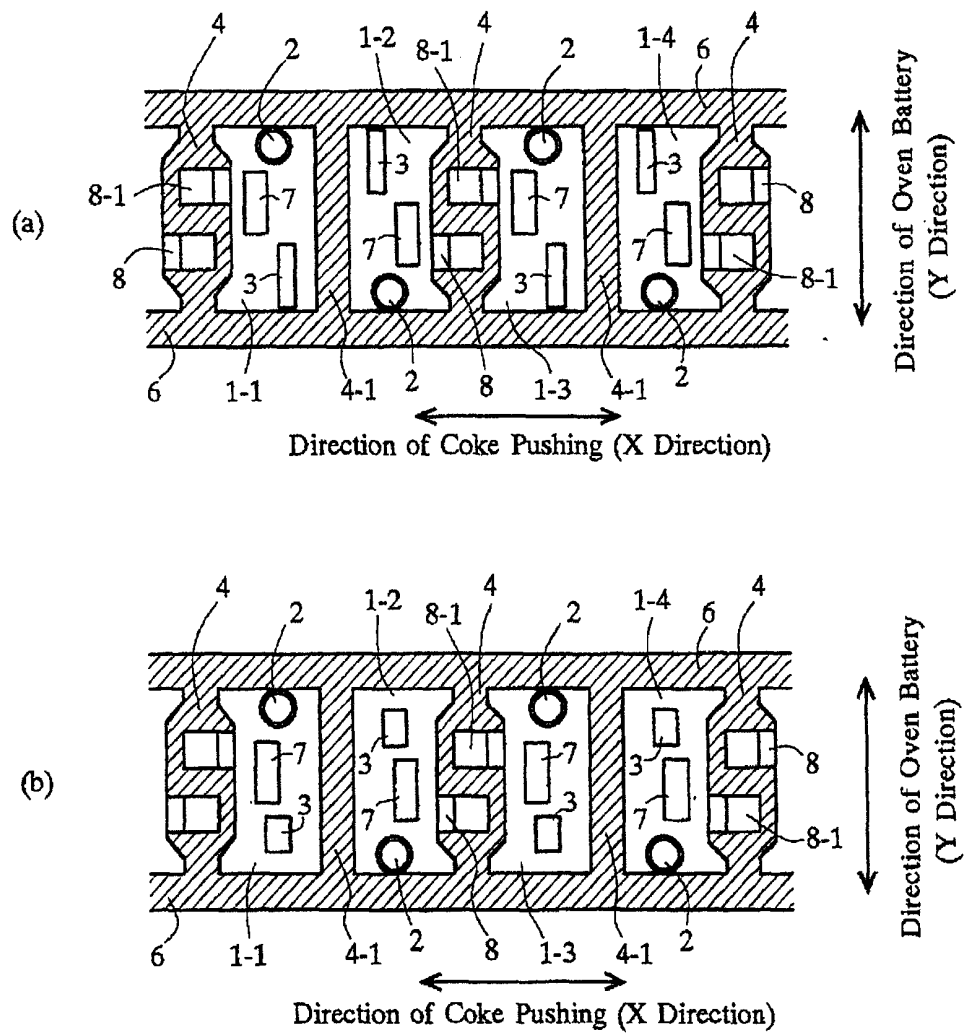 4 2 1-2 8-1 4 2 1-4 6 4
3 3
8-1 7 7 8
(a)
7 7
8 3 3 8-1
6 1-1 4-1 2 8 1-3 4-1 2
Direction of Coke Pushing (X Direction)
Direction of Oven Battery
(Y Direction)
4 2 1-2 8-1 4 2 1-4 6 4
3 3
7 7 8
(b)
3 7 3 7
8-1
6 1-1 4-1 2 8 1-3 4-1 2
Direction of Coke Pushing (X Direction)
Direction of Oven Battery
(Y Direction)